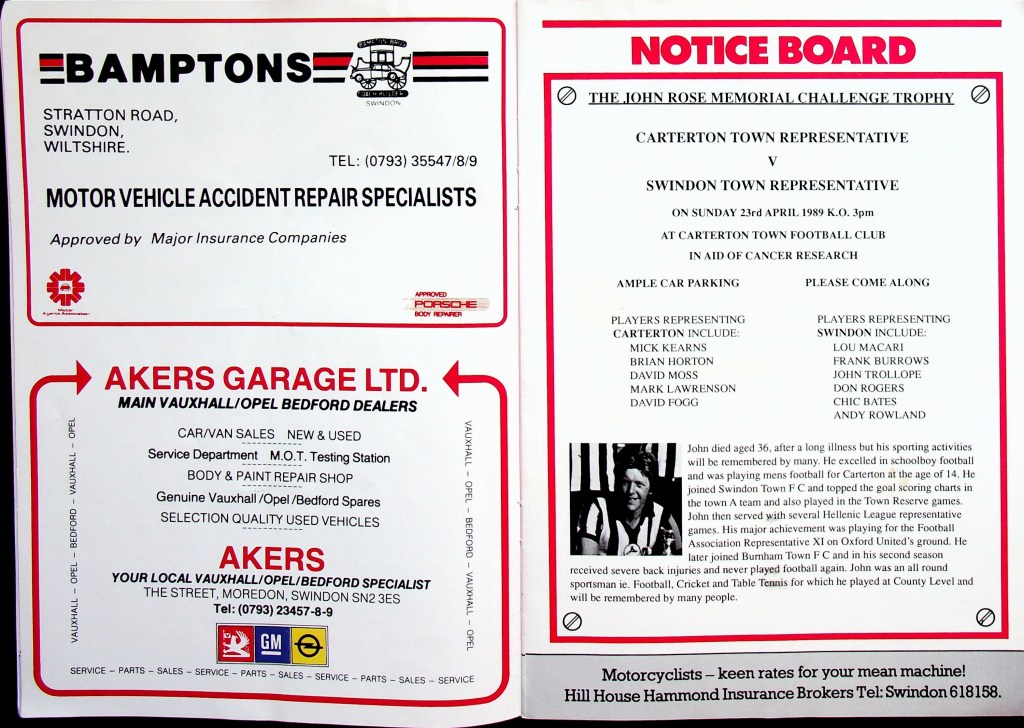 BAMPTONS
SWINDON
STRATTON ROAD,
SWINDON,
WILTSHIRE.
TEL: (0793) 35547/8/9
MOTOR VEHICLE ACCIDENT REPAIR SPECIALISTS
Approved by Major Insurance Companies
Motor
Agents Association
APPROVED
PORSCHE
BODY REPAIRER
AKERS GARAGE LTD.
MAIN VAUXHALL/OPEL BEDFORD DEALERS
CAR/VAN SALES NEW & USED
Service Department M.O.T. Testing Station
BODY & PAINT REPAIR SHOP
Genuine Vauxhall/Opel/Bedford Spares
SELECTION QUALITY USED VEHICLES
AKERS
YOUR LOCAL VAUXHALL/OPEL/BEDFORD SPECIALIST
THE STREET, MOREDON, SWINDON SN2 3ES
Tel: (0793) 23457-8-9
GM
VAUXHALL – OPEL – BEDFORD – VAUXHALL – OPEL
VAUXHALL – OPEL – BEDFORD – VAUXHALL – OPEL
SERVICE – PARTS – SALES – SERVICE – PARTS – SALES – SERVICE – PARTS – SALES – SERVICE
NOTICE BOARD
THE JOHN ROSE MEMORIAL CHALLENGE TROPHY
CARTERTON TOWN REPRESENTATIVE
V
SWINDON TOWN REPRESENTATIVE
ON SUNDAY 23rd APRIL 1989 K.O. 3pm
AT CARTERTON TOWN FOOTBALL CLUB
IN AID OF CANCER RESEARCH
AMPLE CAR PARKING
PLEASE COME ALONG
PLAYERS REPRESENTING
CARTERTON INCLUDE:
MICK KEARNS
BRIAN HORTON
DAVID MOSS
MARK LAWRENSON
DAVID FOGG
PLAYERS REPRESENTING
SWINDON INCLUDE:
LOU MACARI
FRANK BURROWS
JOHN TROLLOPE
DON ROGERS
CHIC BATES
ANDY ROWLAND
John died aged 36, after a long illness but his sporting activities
will be remembered by many. He excelled in schoolboy football
and was playing mens football for Carterton at the age of 14. He
joined Swindon Town F C and topped the goal scoring charts in
the town A team and also played in the Town Reserve games.
John then served with several Hellenic League representative
games. His major achievement was playing for the Football
Association Representative XI on Oxford United's ground. He
later joined Burnham Town F C and in his second season
received severe back injuries and never played football again. John was an all round
sportsman ie. Football, Cricket and Table Tennis for which he played at County Level and
will be remembered by many people.
Motorcyclists – keen rates for your mean machine!
Hill House Hammond Insurance Brokers Tel: Swindon 618158.